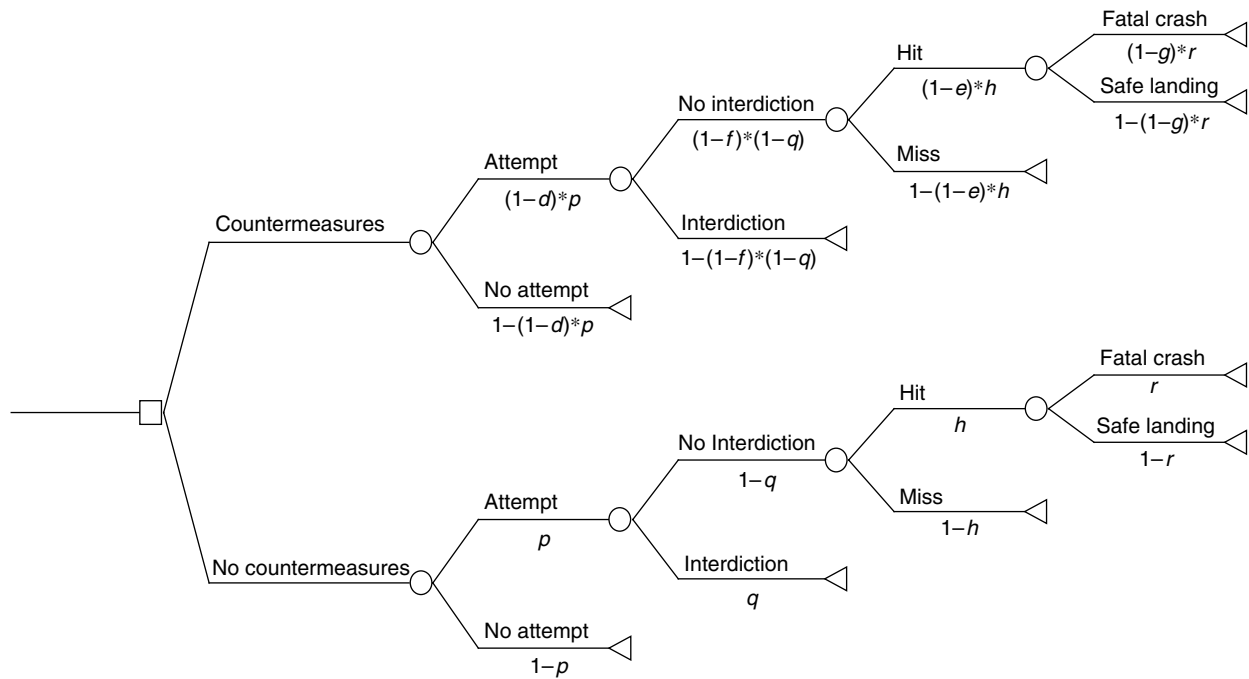 Fatal crash
(1–g)*r
Hit
(1–e)*h
Safe landing
1–(1–g)*r
No interdiction
(1–f)*(1–q)
Miss
1–(1–e)*h
Attempt
(1–d)*p
Interdiction
1–(1–f)*(1–q)
Countermeasures
No attempt
1–(1–d)*p
Fatal crash
r
Hit
h
Safe landing
1–r
No Interdiction
1–q
Miss
1–h
Attempt
p
Interdiction
q
No countermeasures
No attempt
1–p